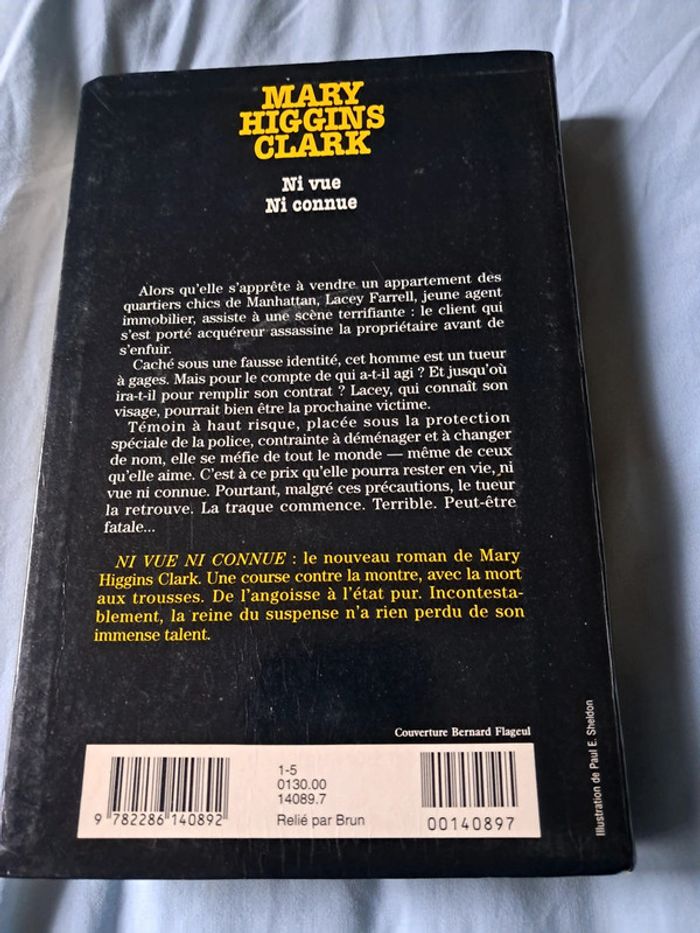 MARY
HIGGINS
CLARK
Ni vue
Ni connue
Alors qu'elle s'apprête à vendre un appartement des
quartiers chics de Manhattan, Lacey Farrell, jeune agent
immobilier, assiste à une scène terrifiante : le client qui
s'est porté acquéreur assassine la propriétaire avant de
s'enfuir.
Caché sous une fausse identité, cet homme est un tueur
à gages. Mais pour le compte de qui a-t-il agi ? Et jusqu'où
ira-t-il pour remplir son contrat ? Lacey, qui connaît son
visage, pourrait bien être la prochaine victime.
Témoin à haut risque, placée sous la protection
spéciale de la police, contrainte à déménager et à changer
de nom, elle se méfie de tout le monde — même de ceux
qu'elle aime. C'est à ce prix qu'elle pourra rester en vie, ni
vue ni connue. Pourtant, malgré ces précautions, le tueur
la retrouve. La traque commence. Terrible. Peut-être
fatale...
NI VUE NI CONNUE : le nouveau roman de Mary
Higgins Clark. Une course contre la montre, avec la mort
aux trousses. De l'angoisse à l'état pur. Incontesta-
blement, la reine du suspense n'a rien perdu de son
immense talent.
Couverture Bernard Flageul
Illustration de Paul E. Sheldon
1-5
0130.00
14089.7
Relié par Brun
9 782286 140892
00140897